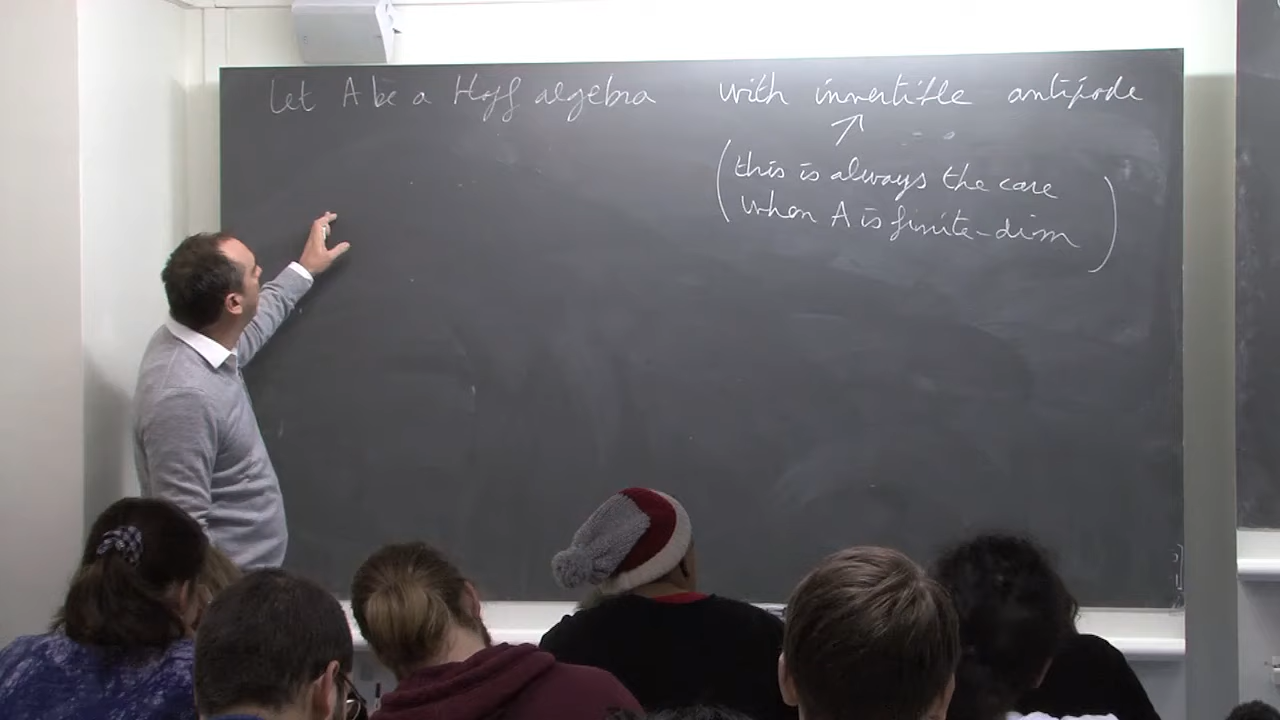 Let A be a Hopf algebra with invertible antipode
(this is always the case
when A is finite-dim)